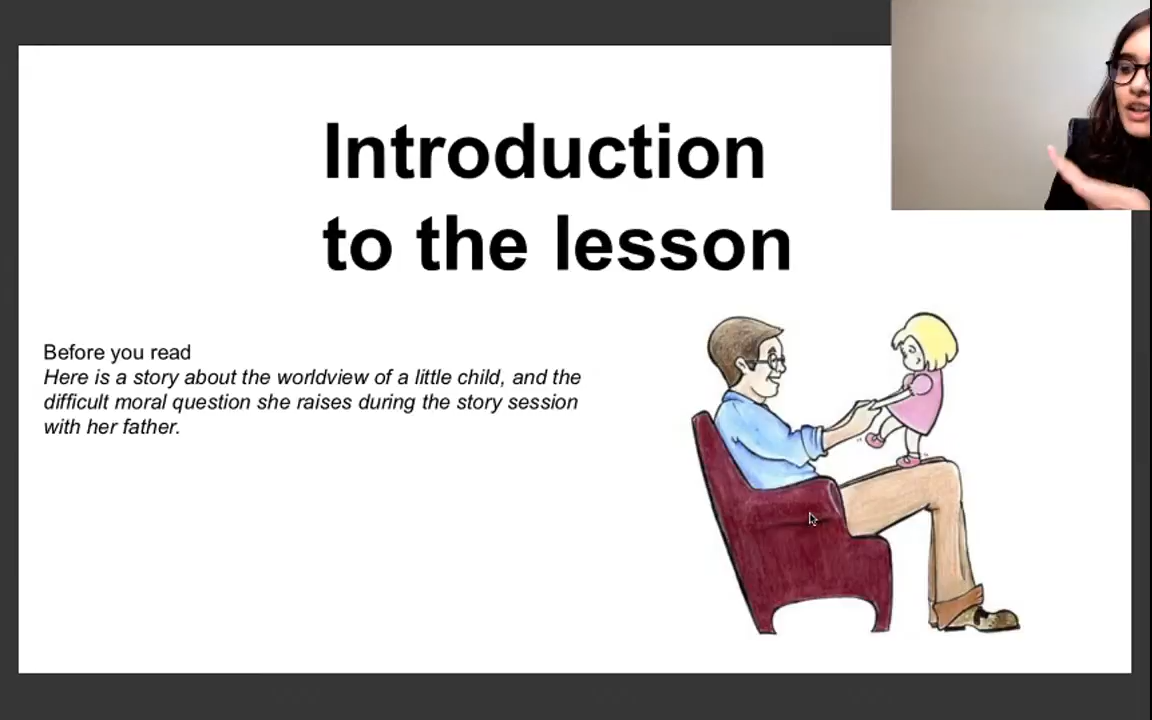 Introduction
to the lesson
Before you read
Here is a story about the worldview of a little child, and the
difficult moral question she raises during the story session
with her father.